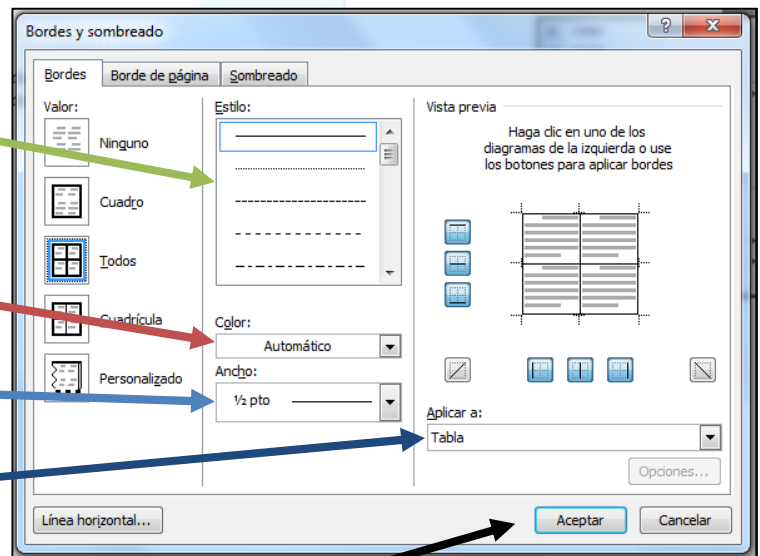 Bordes y sombreado
Bordes
Borde de página
Sombreado
Valor:
Ninguno
Cuadro
Todos
Cuadrícula
Personalizado
Estilo:
Color:
Automático
Ancho:
½ pto
Vista previa
Haga clic en uno de los
diagramas de la izquierda o use
los botones para aplicar bordes
Aplicar a:
Tabla
Opciones...
Línea horizontal...
Aceptar
Cancelar